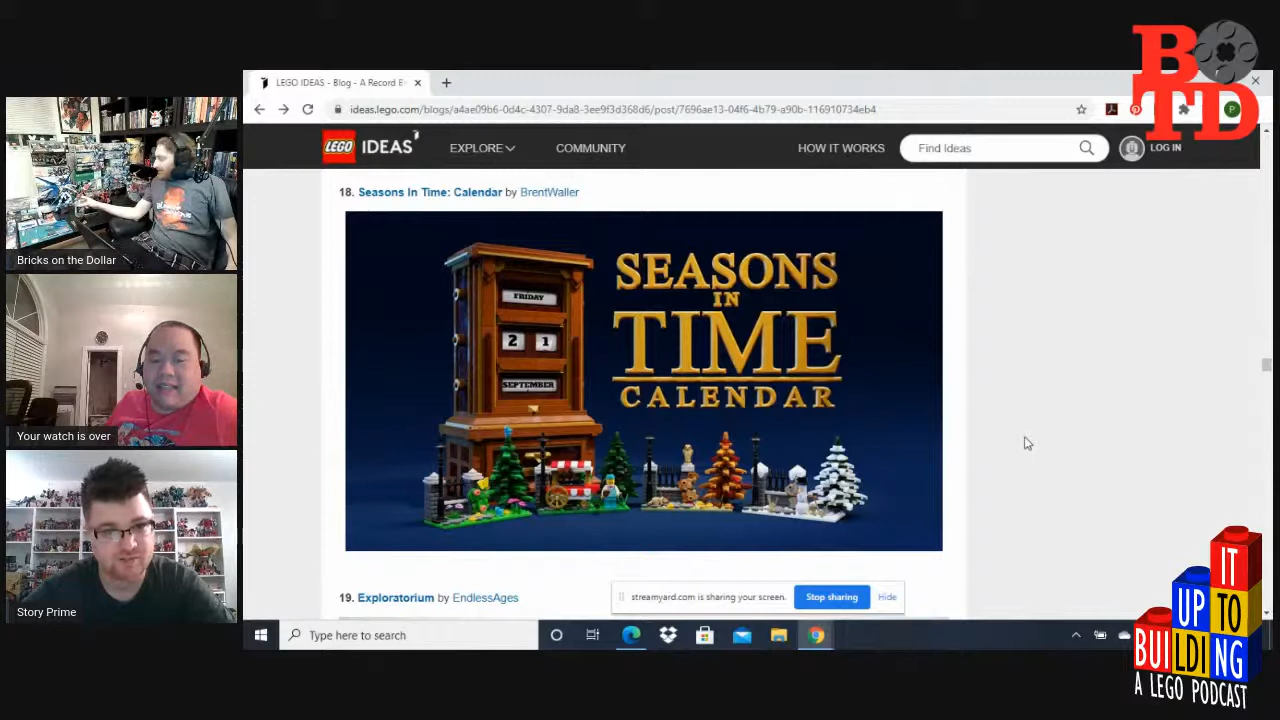 BOTD
LEGO IDEAS - Blog - A Record B
ideas.lego.com/blogs/a4ae09b6-0d4c-4307-9da8-3ee9f3d368d6/post/7696ae13-04f6-4b79-a90b-116910734eb4
LEGO IDEAS EXPLORE COMMUNITY HOW IT WORKS Find Ideas LOG IN
18. Seasons In Time: Calendar by BrentWaller
SEASONS
IN
TIME
CALENDAR
FRIDAY
2 1
SEPTEMBER
Bricks on the Dollar
Your watch is over
Story Prime
19. Exploratorium by EndlessAges
streamyard.com is sharing your screen. Stop sharing Hide
Type here to search
IT
UP TO
BUILDING
A LEGO PODCAST